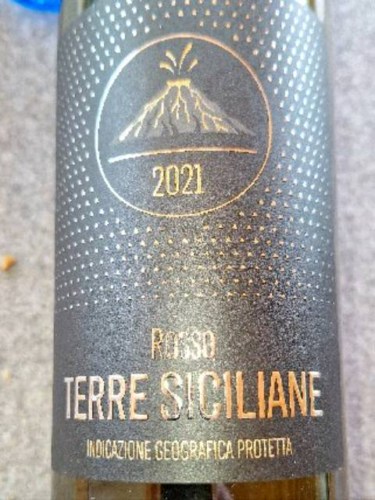 2021
ROSSO
TERRE SICILIANE
INDICAZIONE GEOGRAFICA PROTETTA